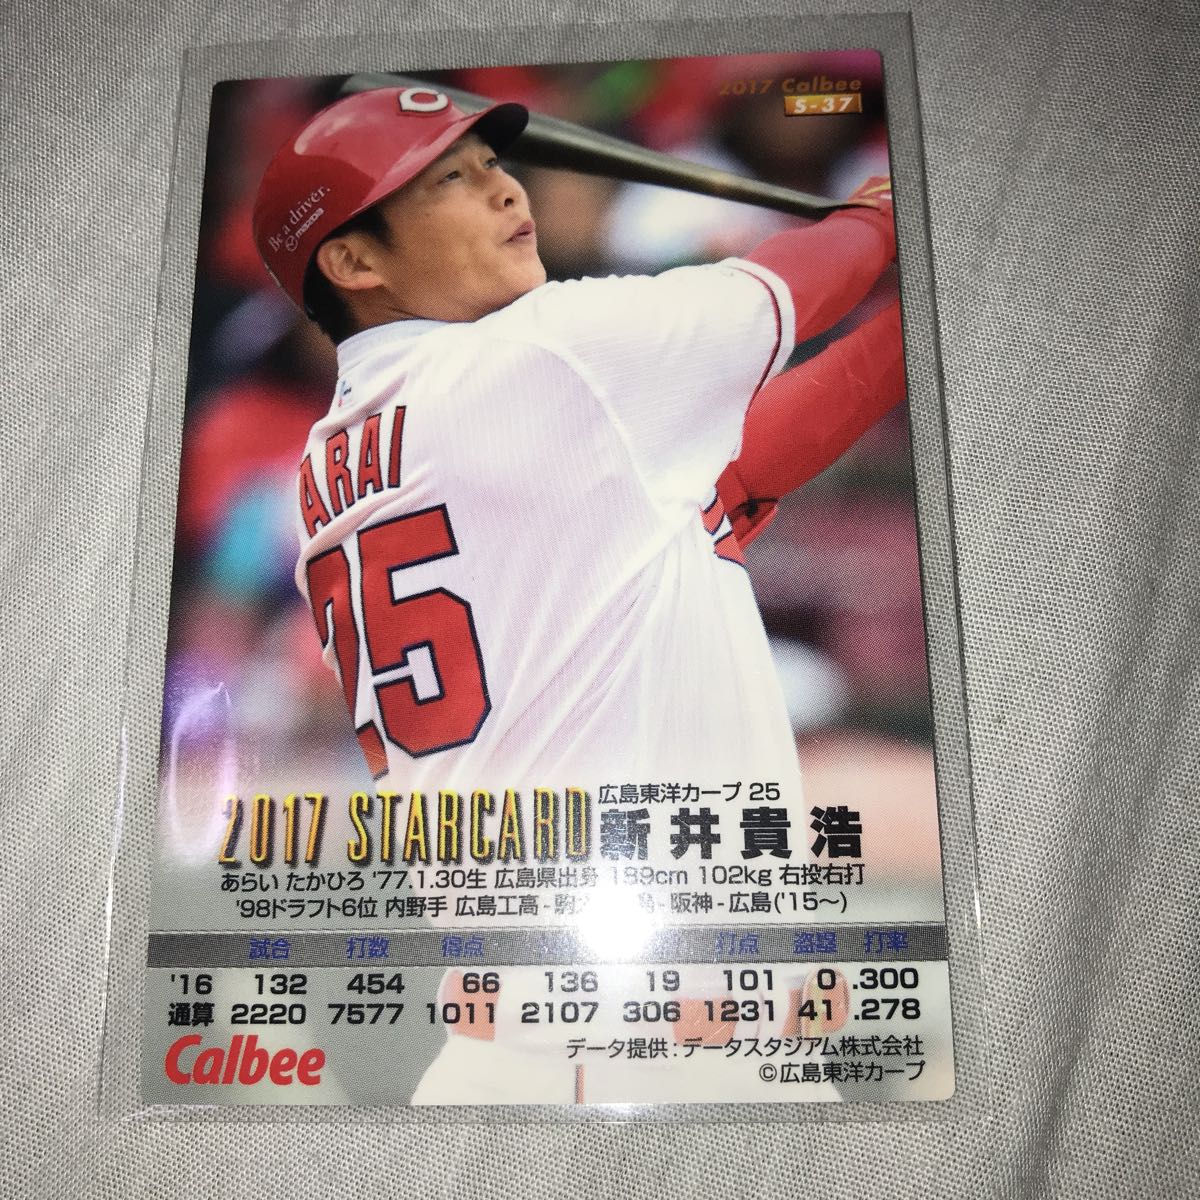 2017 Calbee
S-37
C
Be a driver.
mazda
ARAI
25
2017 STARCARD
広島東洋カープ 25
新井貴浩
あらい たかひろ '77.1.30生 広島県出身 189cm 102kg 右投右打
'98ドラフト6位 内野手 広島工高 - 駒 - 阪神 - 広島('15～)
試合 打数 得点 打点 盗塁 打率
'16 132 454 66 136 19 101 0 .300
通算 2220 7577 1011 2107 306 1231 41 .278
Calbee
データ提供：データスタジアム株式会社
©広島東洋カープ